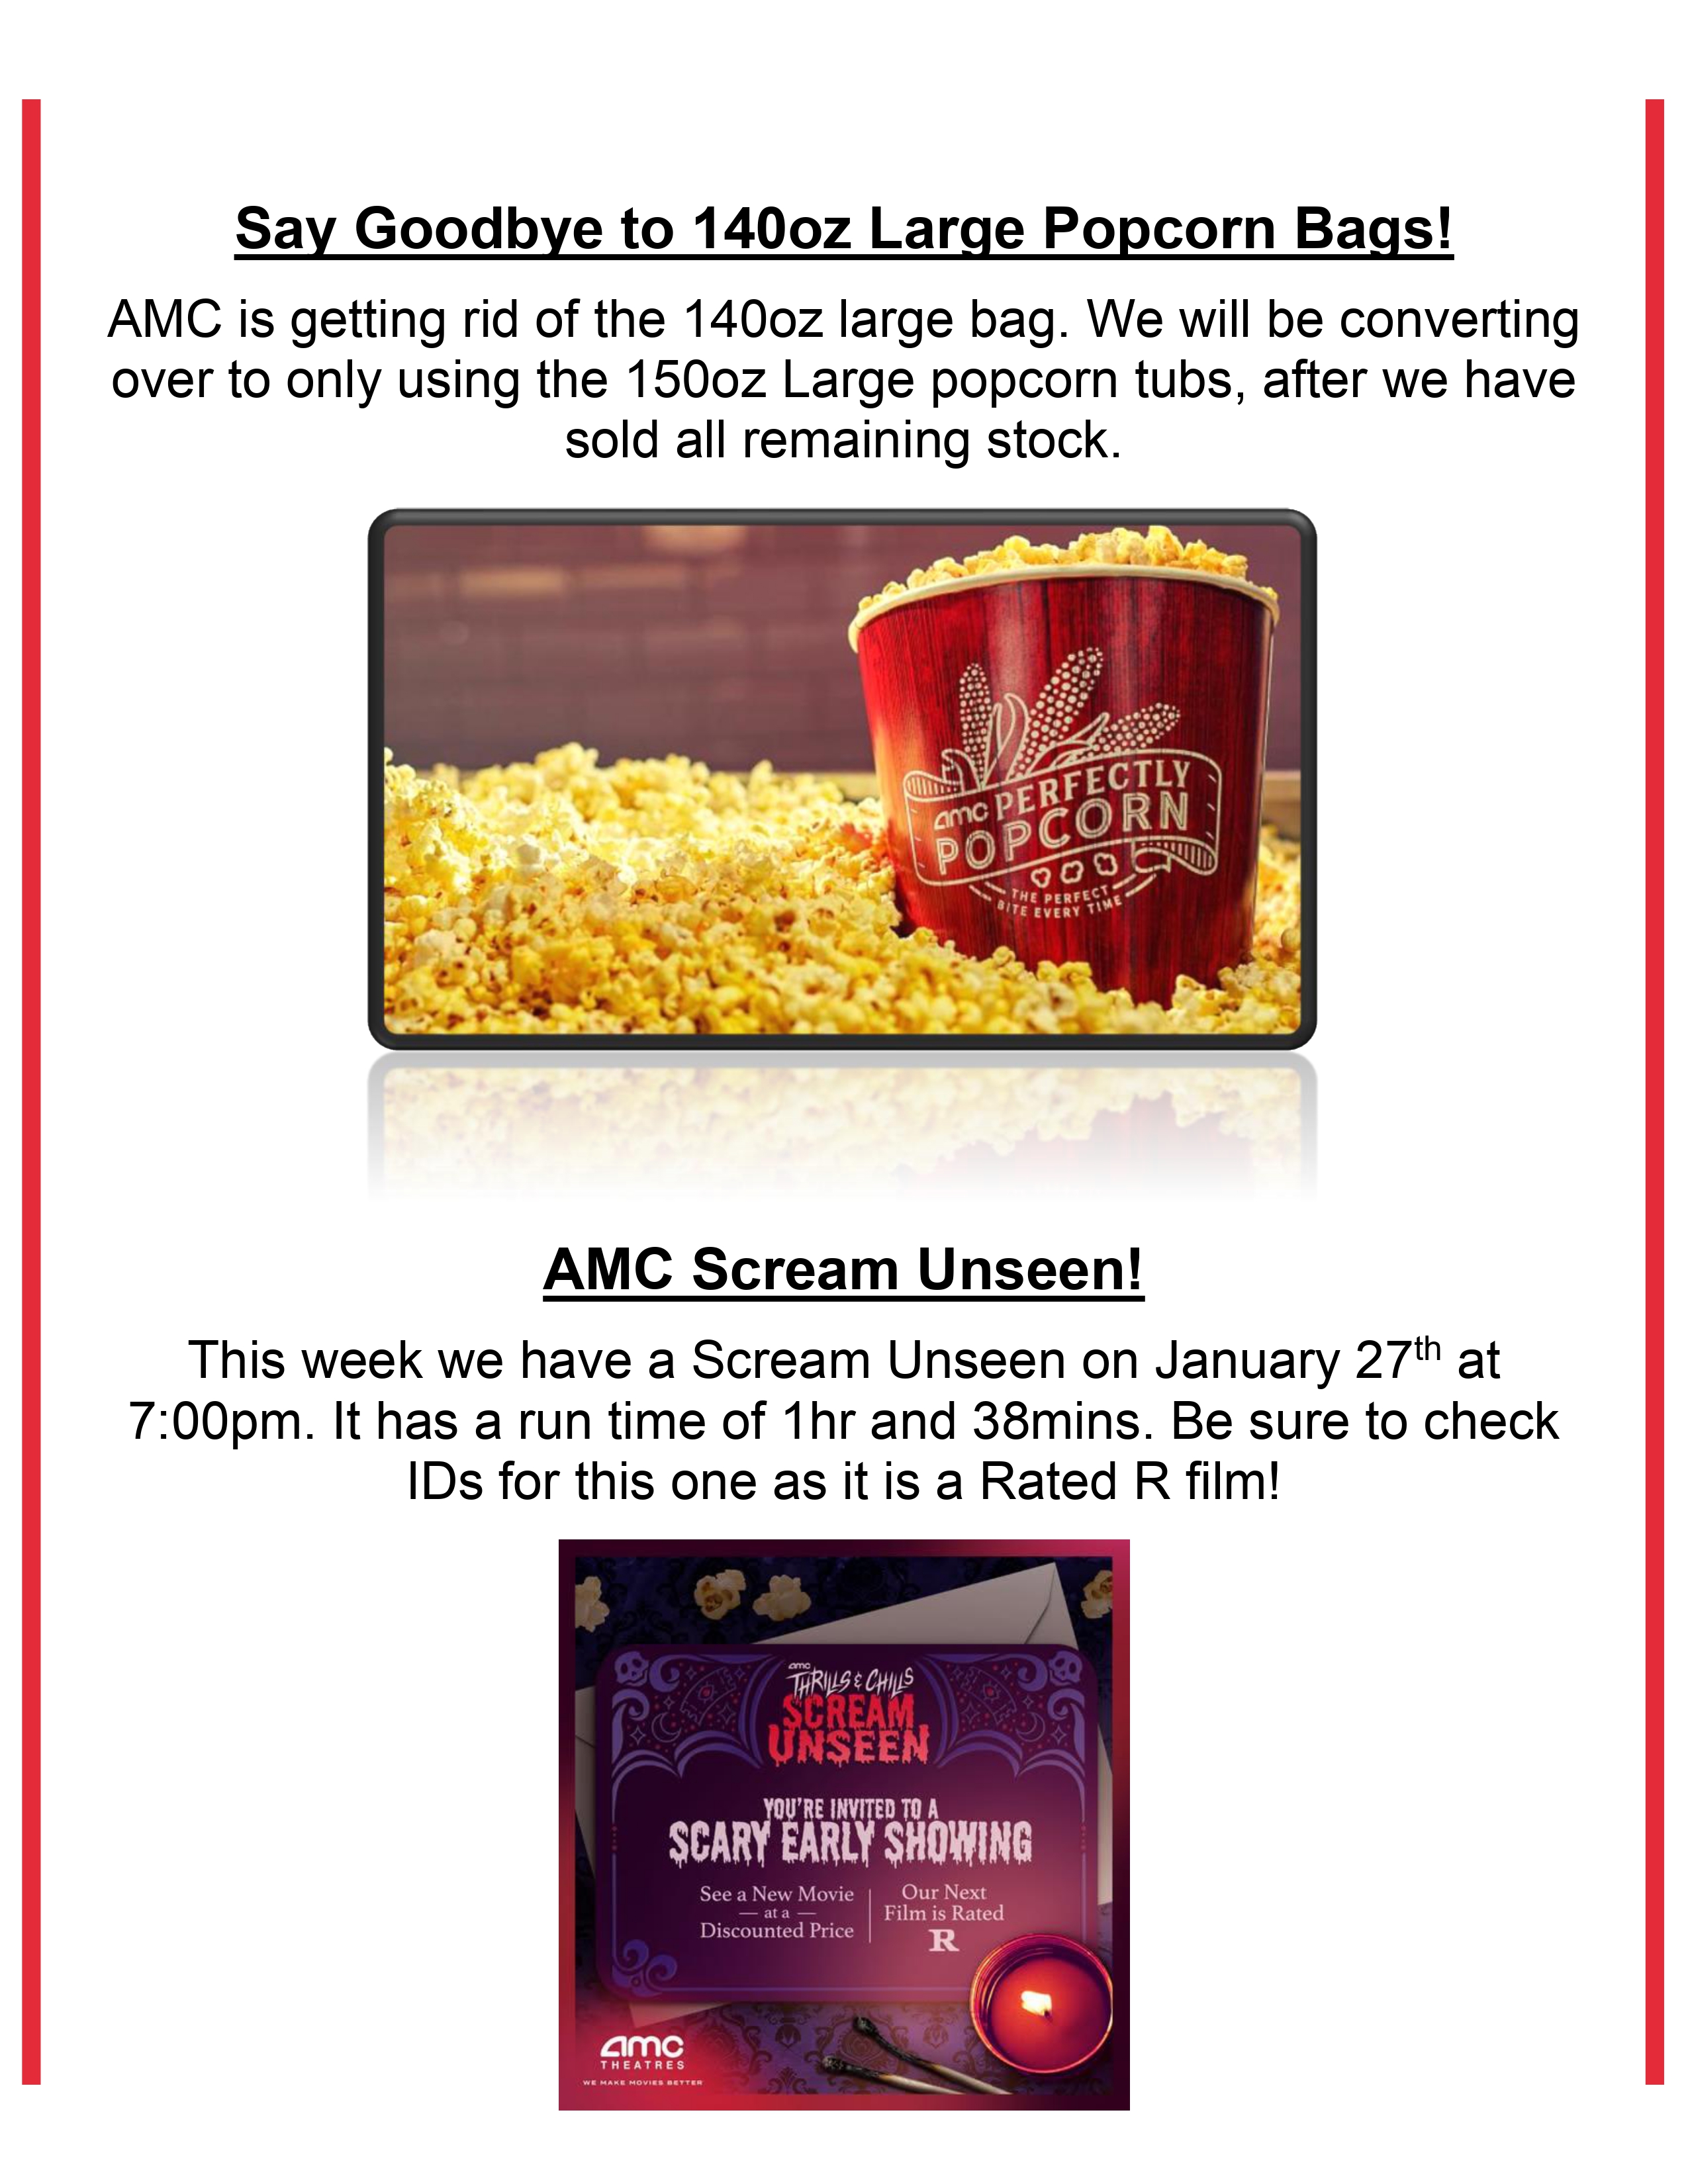 Say Goodbye to 140oz Large Popcorn Bags!
AMC is getting rid of the 140oz large bag. We will be converting
over to only using the 150oz Large popcorn tubs, after we have
sold all remaining stock.
amc PERFECTLY
POPCORN
THE PERFECT
BITE EVERY TIME
AMC Scream Unseen!
This week we have a Scream Unseen on January 27th at
7:00pm. It has a run time of 1hr and 38mins. Be sure to check
IDs for this one as it is a Rated R film!
amc
THRILLS & CHILLS
SCREAM
UNSEEN
YOU'RE INVITED TO A
SCARY EARLY SHOWING
See a New Movie
— at a —
Discounted Price
Our Next
Film is Rated
R
amc
THEATRES
WE MAKE MOVIES BETTER